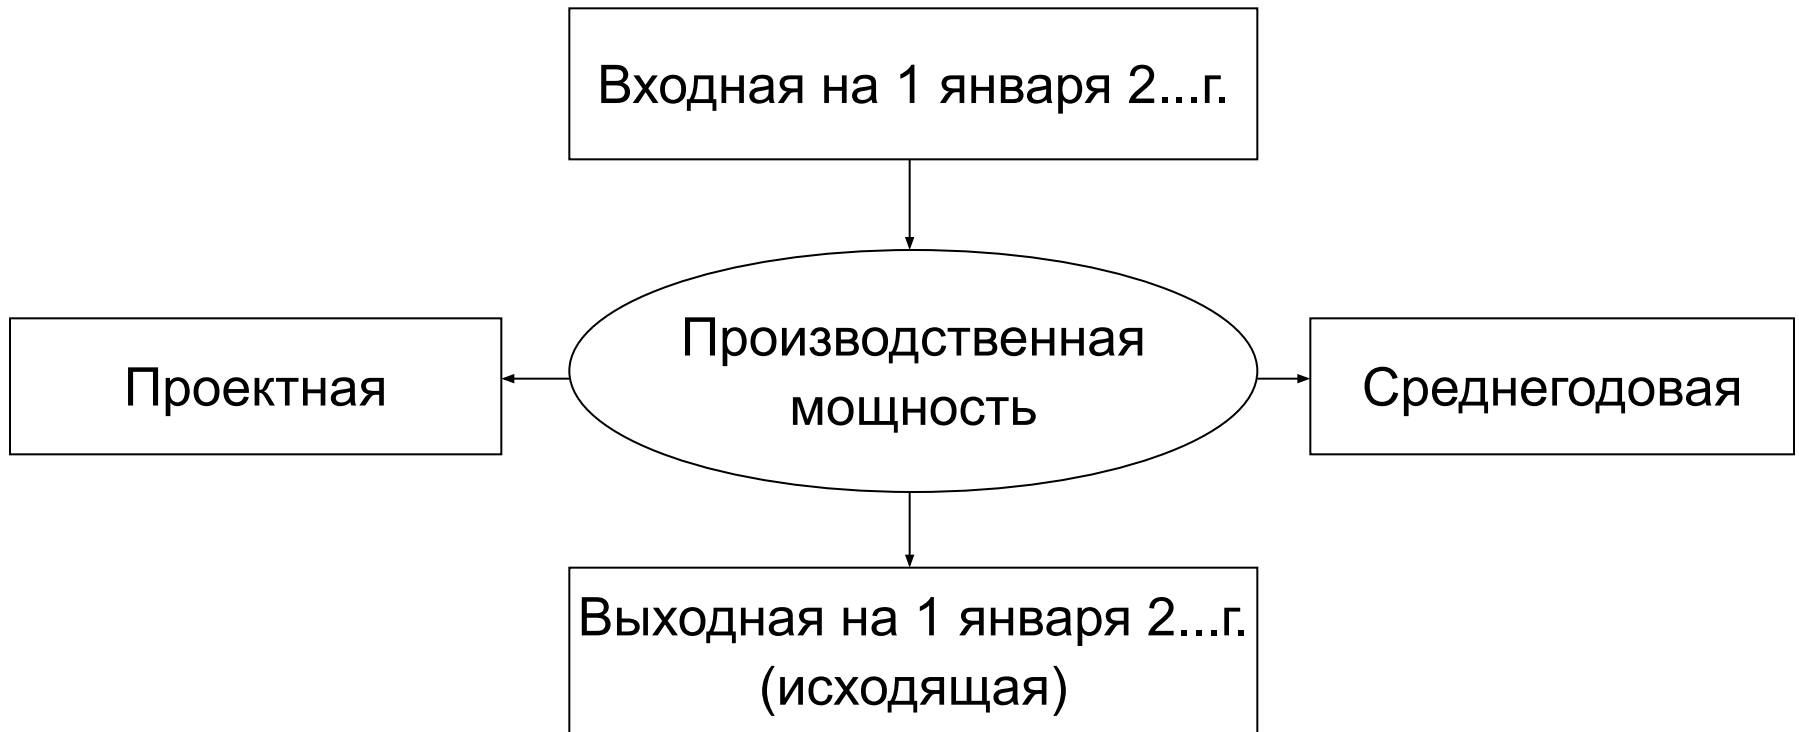 Входная на 1 января 2...г.
Производственная
мощность
Проектная
Среднегодовая
Выходная на 1 января 2...г.
(исходящая)